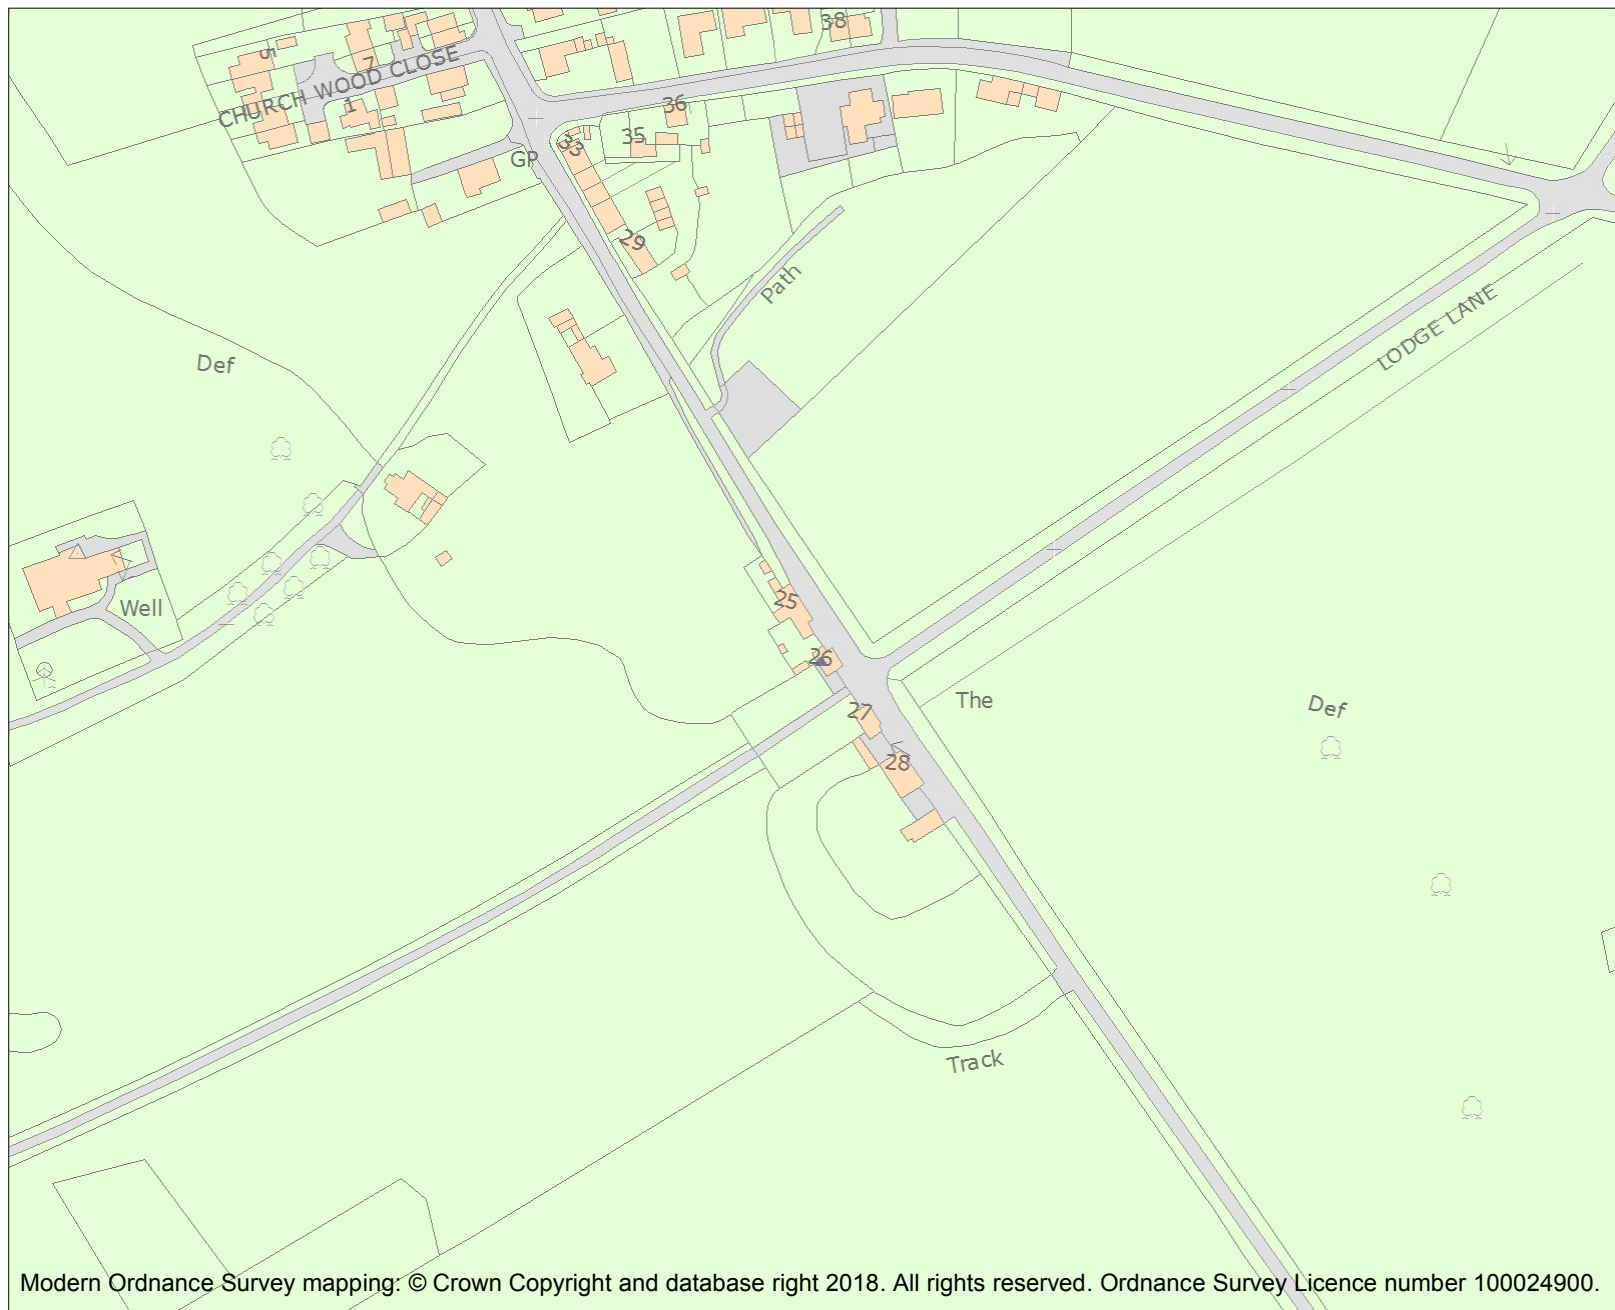 38
5
7
CHURCH WOOD CLOSE
1
36
35
33
GP
29
Path
LODGE LANE
Def
25
Well
26
The
27
Def
28
Track
Modern Ordnance Survey mapping: © Crown Copyright and database right 2018. All rights reserved. Ordnance Survey Licence number 100024900.